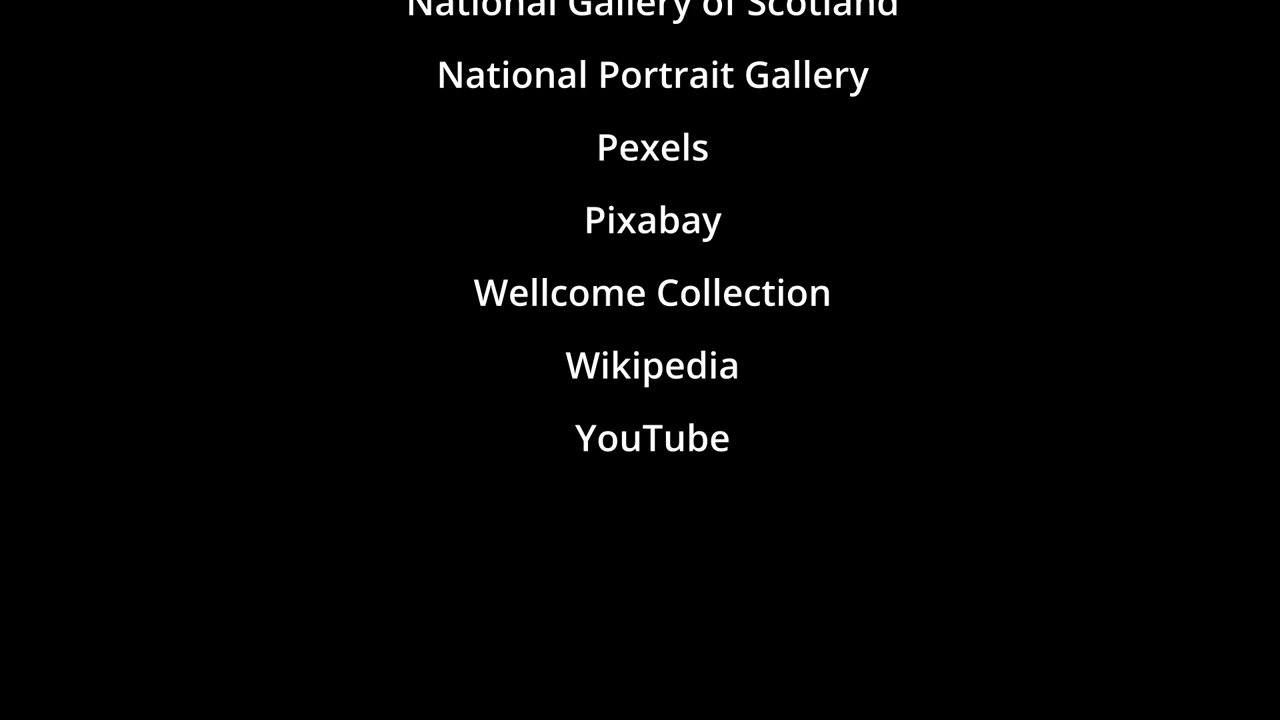 National Gallery of Scotland
National Portrait Gallery
Pexels
Pixabay
Wellcome Collection
Wikipedia
YouTube